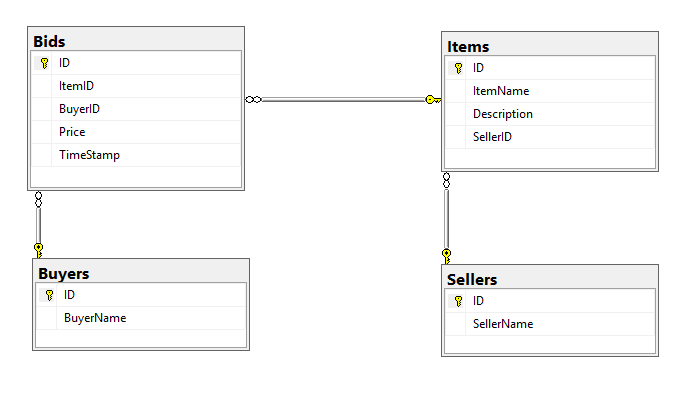 Bids
ID
ItemID
BuyerID
Price
TimeStamp
Items
ID
ItemName
Description
SellerID
Buyers
ID
BuyerName
Sellers
ID
SellerName